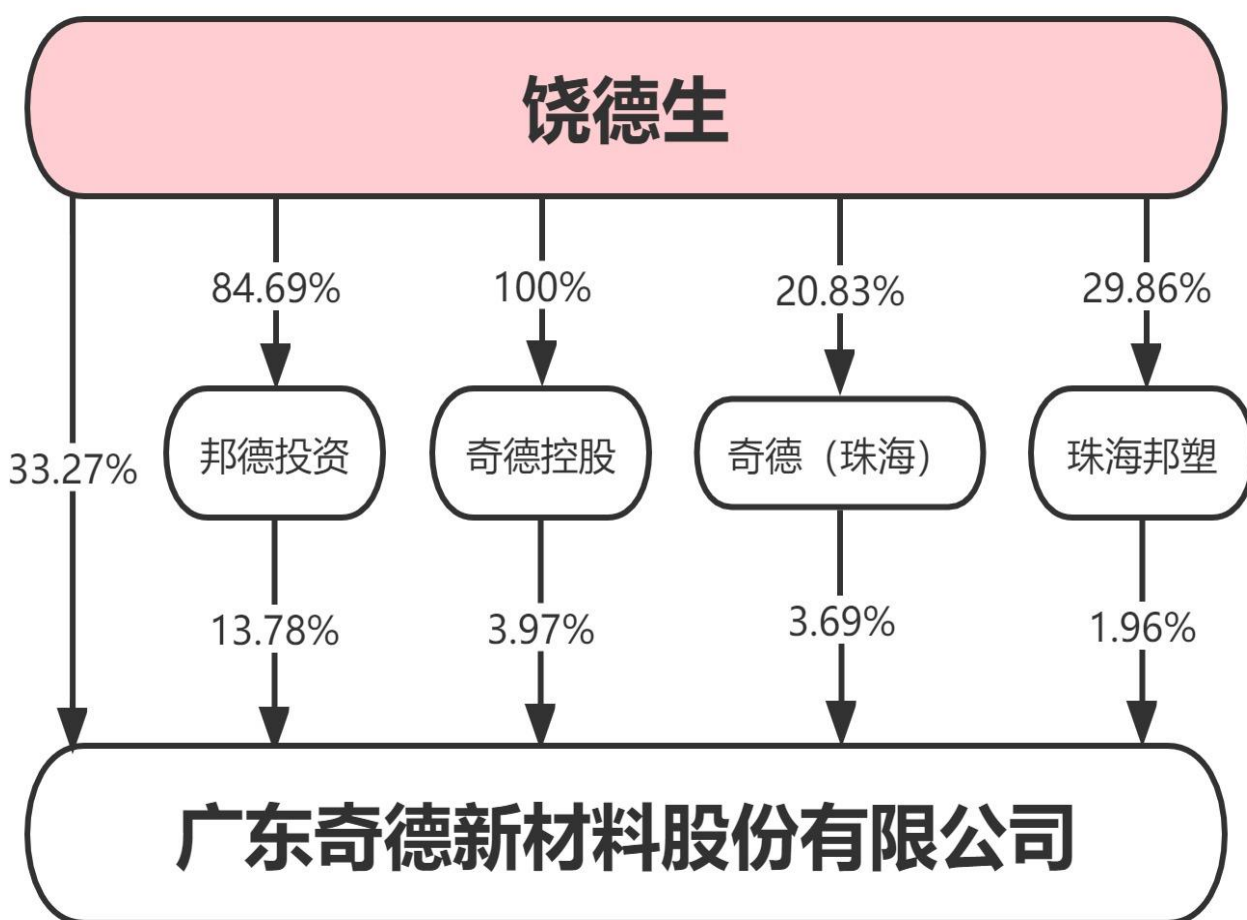 饶德生
84.69%
100%
20.83%
29.86%
邦德投资
奇德控股
奇德（珠海）
珠海邦塑
33.27%
13.78%
3.97%
3.69%
1.96%
广东奇德新材料股份有限公司